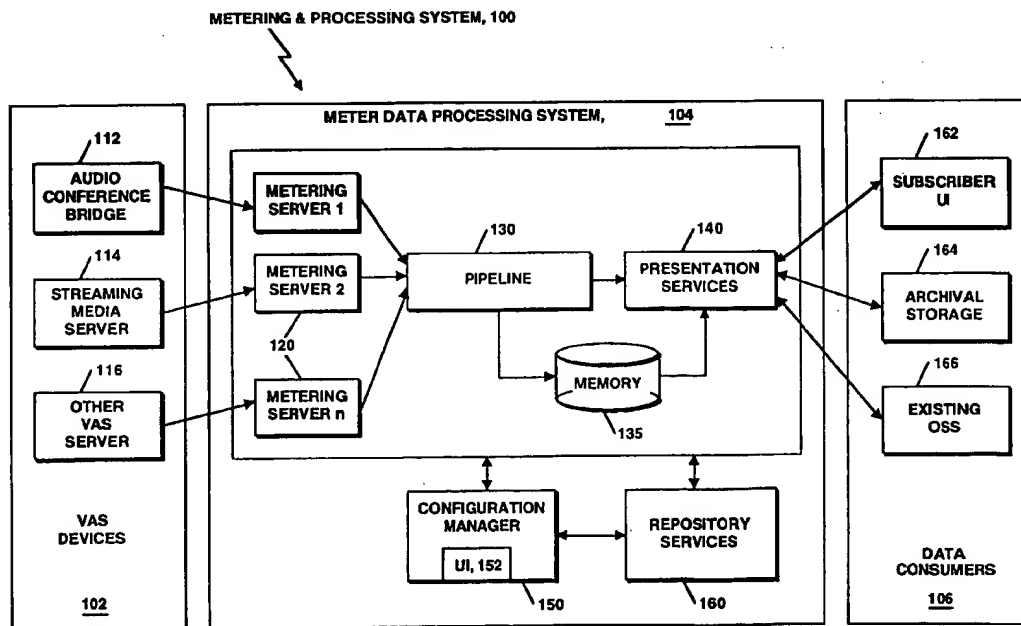 METERING & PROCESSING SYSTEM, 100
METER DATA PROCESSING SYSTEM, 104
112
AUDIO
CONFERENCE
BRIDGE
114
STREAMING
MEDIA
SERVER
116
OTHER
VAS
SERVER
VAS
DEVICES
102
METERING
SERVER 1
METERING
SERVER 2
120
METERING
SERVER n
130
PIPELINE
140
PRESENTATION
SERVICES
MEMORY
135
CONFIGURATION
MANAGER
UI, 152
150
REPOSITORY
SERVICES
160
162
SUBSCRIBER
UI
164
ARCHIVAL
STORAGE
166
EXISTING
OSS
DATA
CONSUMERS
106